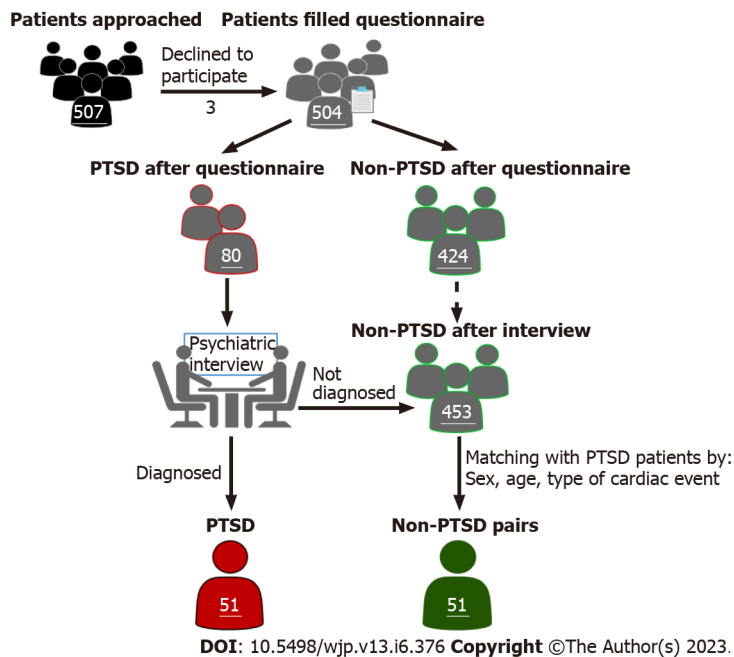 Patients approached
Patients filled questionnaire
Declined to
participate
3
507
504
PTSD after questionnaire
Non-PTSD after questionnaire
80
424
Non-PTSD after interview
Psychiatric
interview
Not
diagnosed
453
Diagnosed
Matching with PTSD patients by:
Sex, age, type of cardiac event
PTSD
Non-PTSD pairs
51
51
DOI: 10.5498/wjp.v13.i6.376 Copyright ©The Author(s) 2023.